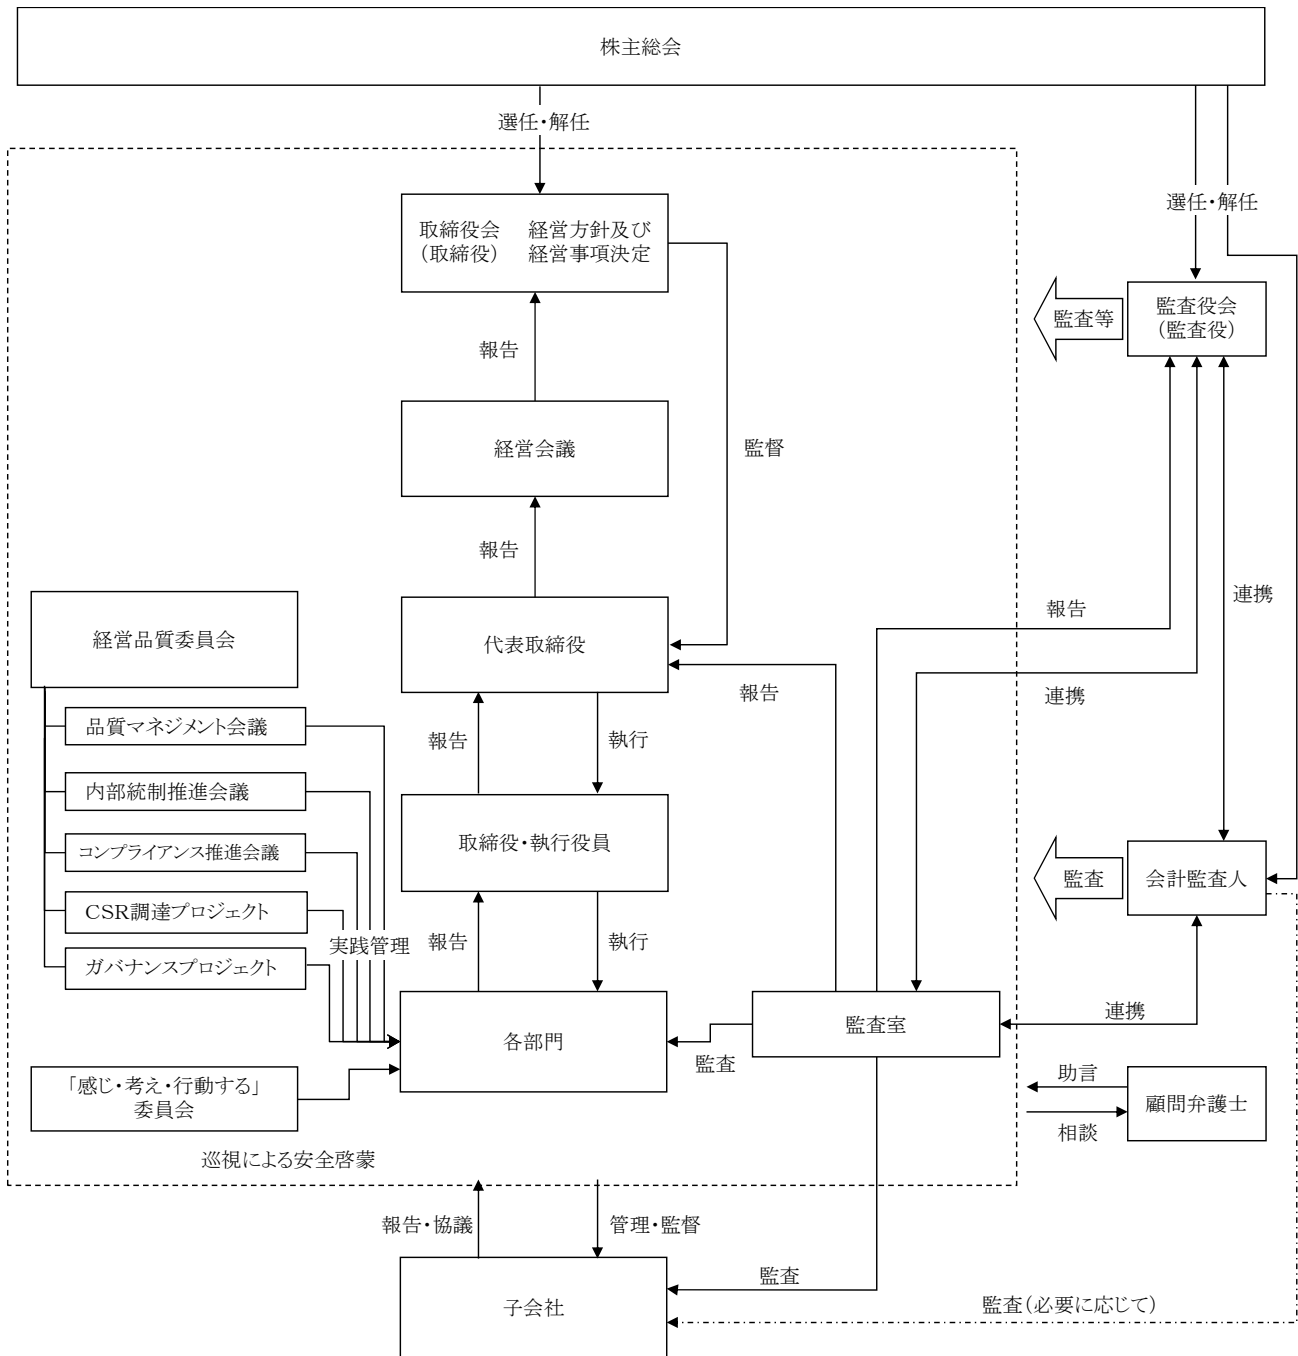 株主総会
選任・解任
選任・解任
取締役会 経営方針及び
(取締役) 経営事項決定
監査役会
(監査役)
監査等
報告
経営会議
監督
報告
連携
報告
経営品質委員会
代表取締役
報告
連携
品質マネジメント会議
報告
執行
内部統制推進会議
取締役・執行役員
コンプライアンス推進会議
監査
会計監査人
CSR調達プロジェクト
実践管理
報告
執行
ガバナンスプロジェクト
各部門
監査室
連携
監査
「感じ・考え・行動する」
委員会
助言
顧問弁護士
相談
巡視による安全啓蒙
報告・協議
管理・監督
監査
子会社
監査(必要に応じて)